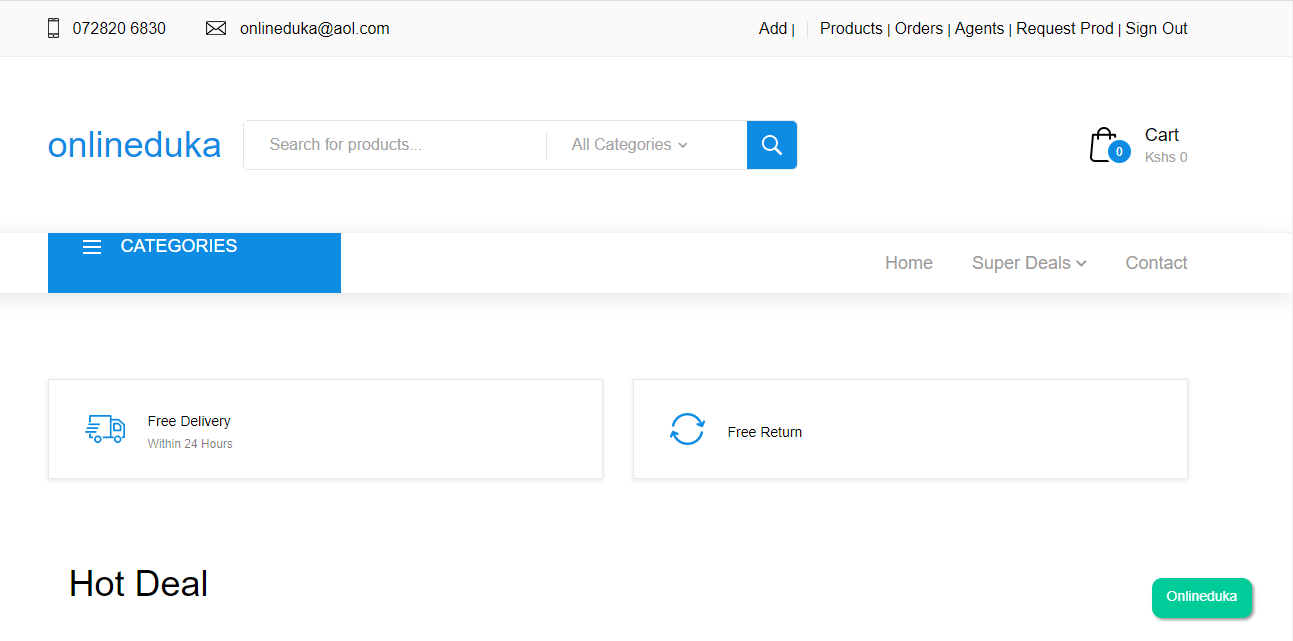 072820 6830 onlineduka@aol.com Add | Products | Orders | Agents | Request Prod | Sign Out
onlineduka Search for products... All Categories 0 Cart
Kshs 0
CATEGORIES Home Super Deals Contact
Free Delivery
Within 24 Hours
Free Return
Hot Deal
Onlineduka